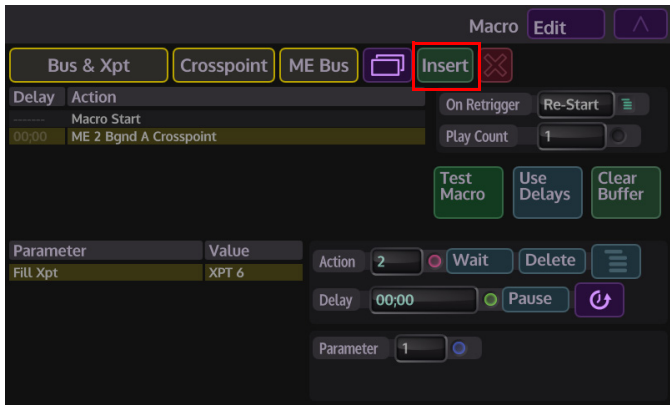 Macro Edit
Bus & Xpt Crosspoint ME Bus Insert
Delay Action
-------- Macro Start
00;00 ME 2 Bgnd A Crosspoint
On Retrigger Re-Start
Play Count 1
Test Macro Use Delays Clear Buffer
Parameter Value
Fill Xpt XPT 6
Action 2 Wait Delete
Delay 00;00 Pause
Parameter 1